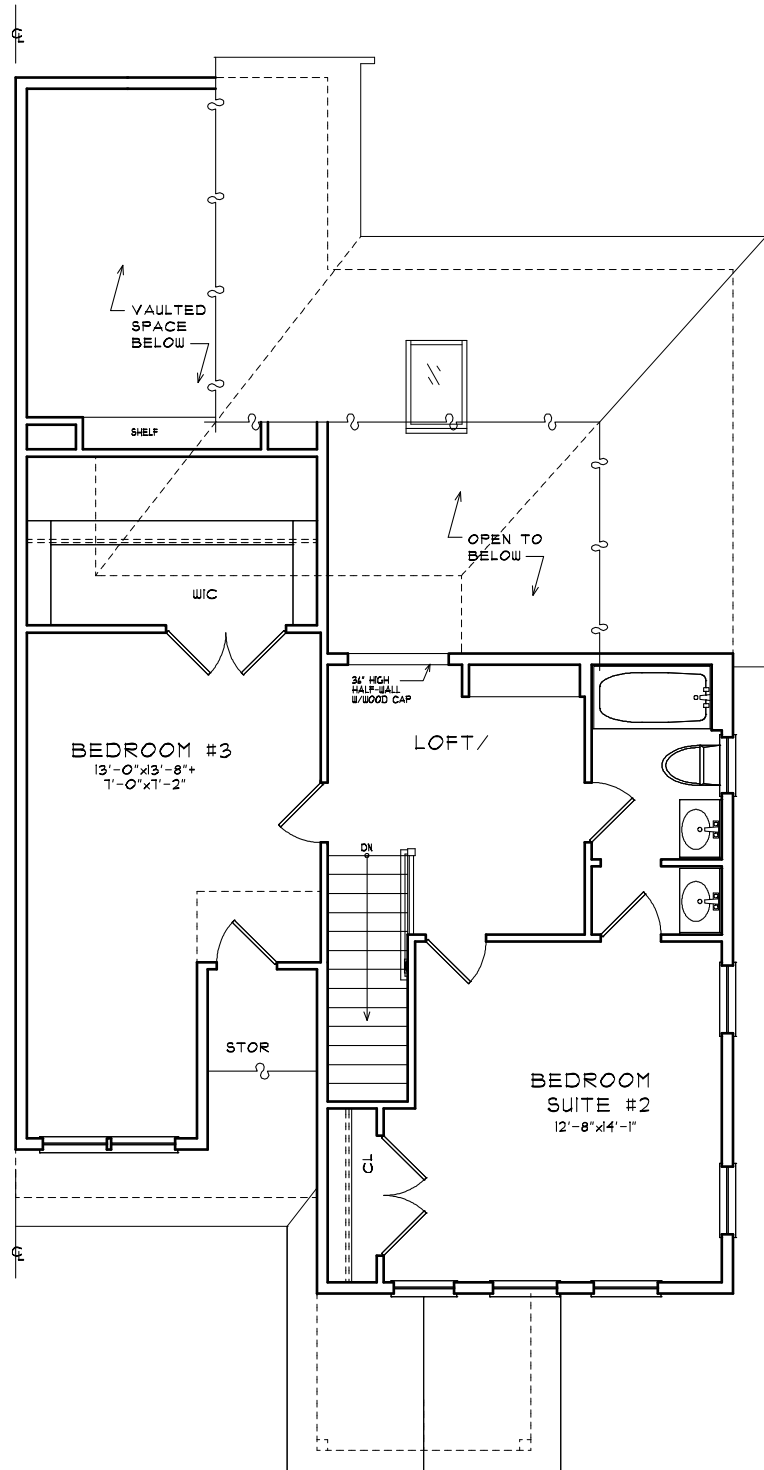 ℄
VAULTED
SPACE
BELOW
SHELF
OPEN TO
BELOW
WIC
36" HIGH
HALF-WALL
W/WOOD CAP
LOFT/
BEDROOM #3
13'-0"x13'-8"+
7'-0"x7'-2"
DN
STOR
BEDROOM
SUITE #2
12'-8"x14'-1"
CL
℄